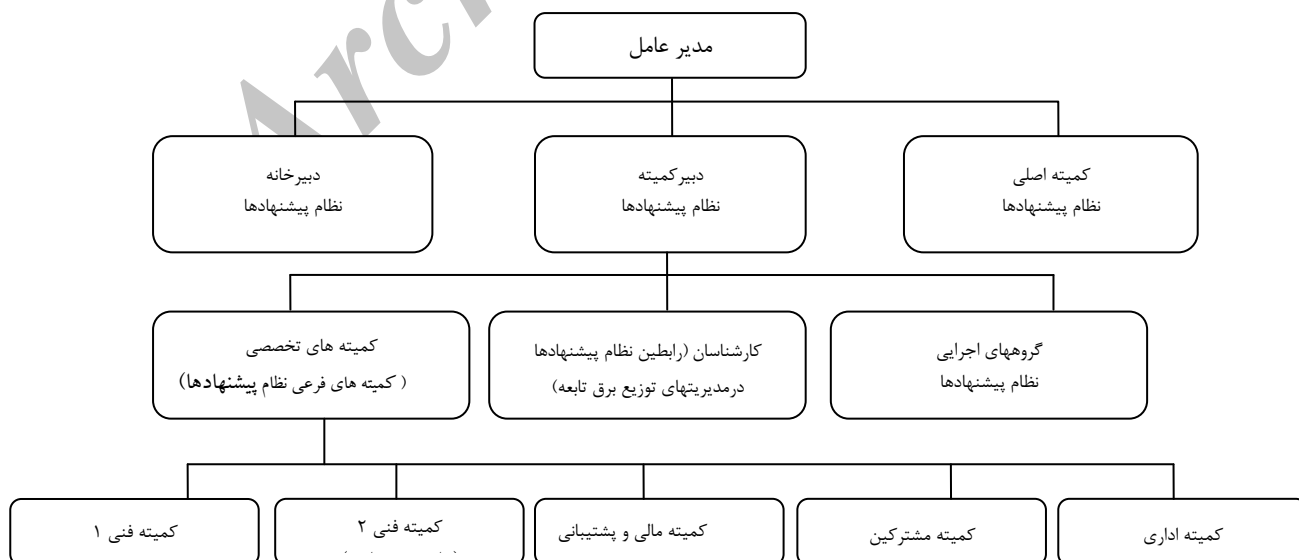 مدیر عامل
کمیته اصلی
نظام پیشنهادها
دبیرکمیته
نظام پیشنهادها
دبیرخانه
نظام پیشنهادها
گروههای اجرایی
نظام پیشنهادها
کارشناسان (رابطین نظام پیشنهادها
درمدیریتهای توزیع برق تابعه)
کمیته های تخصصی
( کمیته های فرعی نظام پیشنهادها)
کمیته اداری
کمیته مشترکین
کمیته مالی و پشتیبانی
کمیته فنی ۲
کمیته فنی ۱